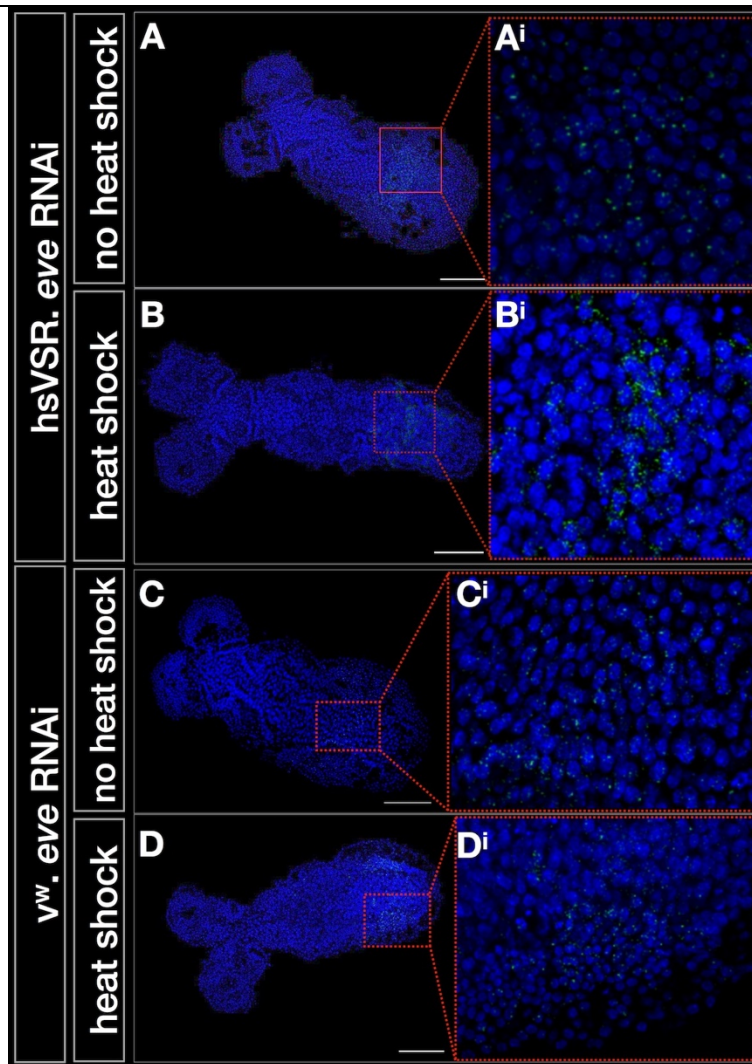 hsVSR. eve RNAi
no heat shock
A
Aⁱ
heat shock
B
Bⁱ
vʷ. eve RNAi
no heat shock
C
Cⁱ
heat shock
D
Dⁱ